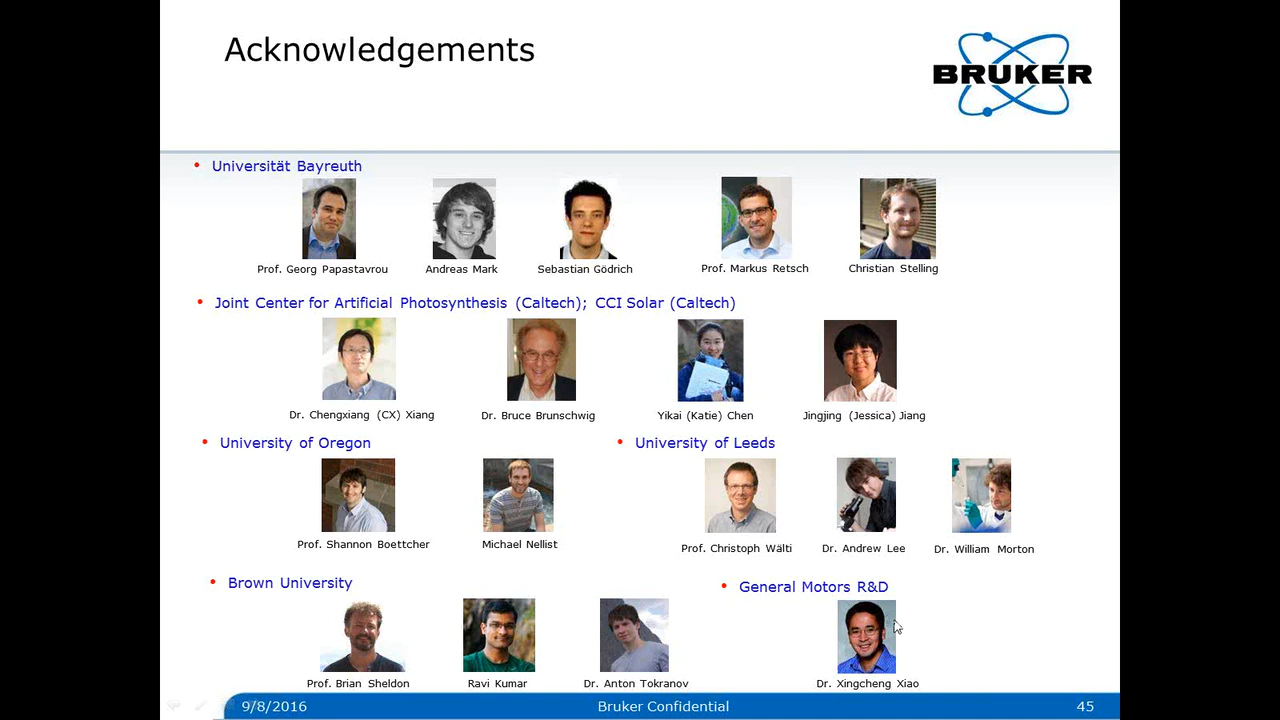 Acknowledgements
BRUKER
• Universität Bayreuth
Prof. Georg Papastavrou
Andreas Mark
Sebastian Gödrich
Prof. Markus Retsch
Christian Stelling
• Joint Center for Artificial Photosynthesis (Caltech); CCI Solar (Caltech)
Dr. Chengxiang (CX) Xiang
Dr. Bruce Brunschwig
Yikai (Katie) Chen
Jingjing (Jessica) Jiang
• University of Oregon
Prof. Shannon Boettcher
Michael Nellist
• University of Leeds
Prof. Christoph Wälti
Dr. Andrew Lee
Dr. William Morton
• Brown University
Prof. Brian Sheldon
Ravi Kumar
Dr. Anton Tokranov
• General Motors R&D
Dr. Xingcheng Xiao
9/8/2016
Bruker Confidential
45